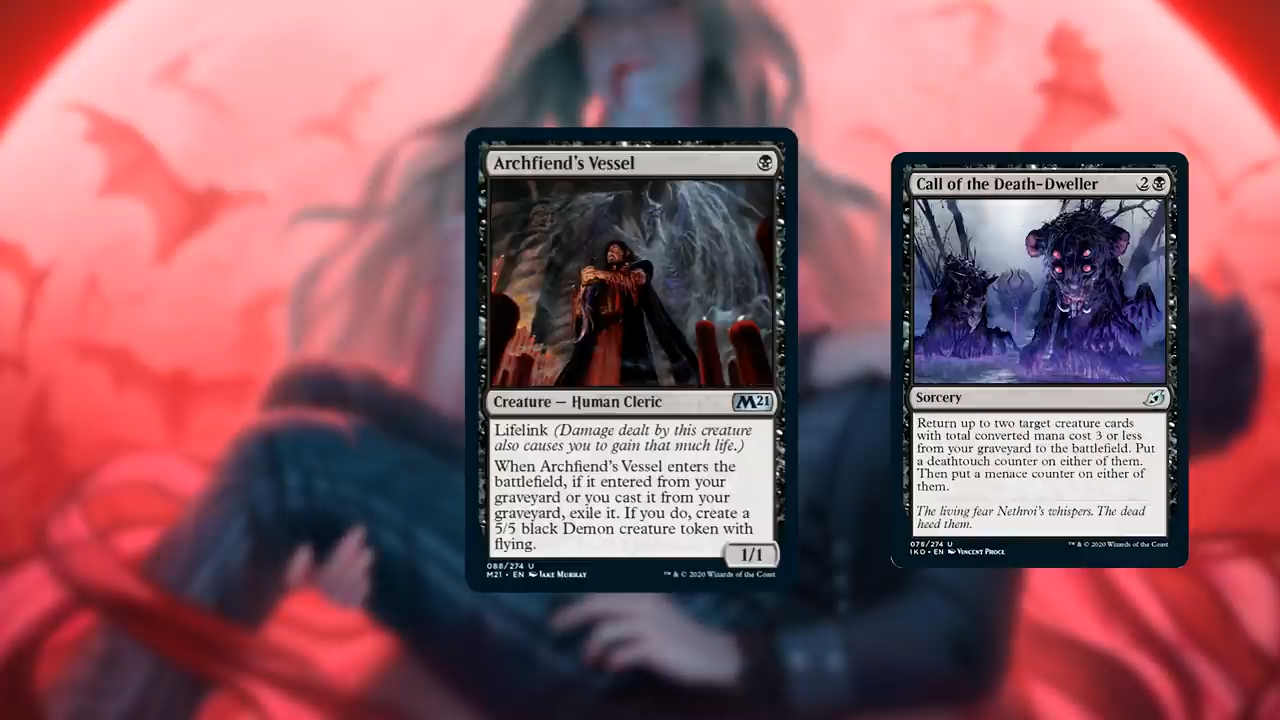 Archfiend's Vessel
Creature — Human Cleric
M21
Lifelink (Damage dealt by this creature
also causes you to gain that much life.)
When Archfiend's Vessel enters the
battlefield, if it entered from your
graveyard or you cast it from your
graveyard, exile it. If you do, create a
5/5 black Demon creature token with
flying.
1/1
088/274 U
M21 • EN JAKE MURRAY
™ & © 2020 Wizards of the Coast
Call of the Death-Dweller
2
Sorcery
Return up to two target creature cards
with total converted mana cost 3 or less
from your graveyard to the battlefield. Put
a deathtouch counter on either of them.
Then put a menace counter on either of
them.
The living fear Nethroi's whispers. The dead
heed them.
078/274 U
IKO • EN VINCENT PROCE
™ & © 2020 Wizards of the Coast